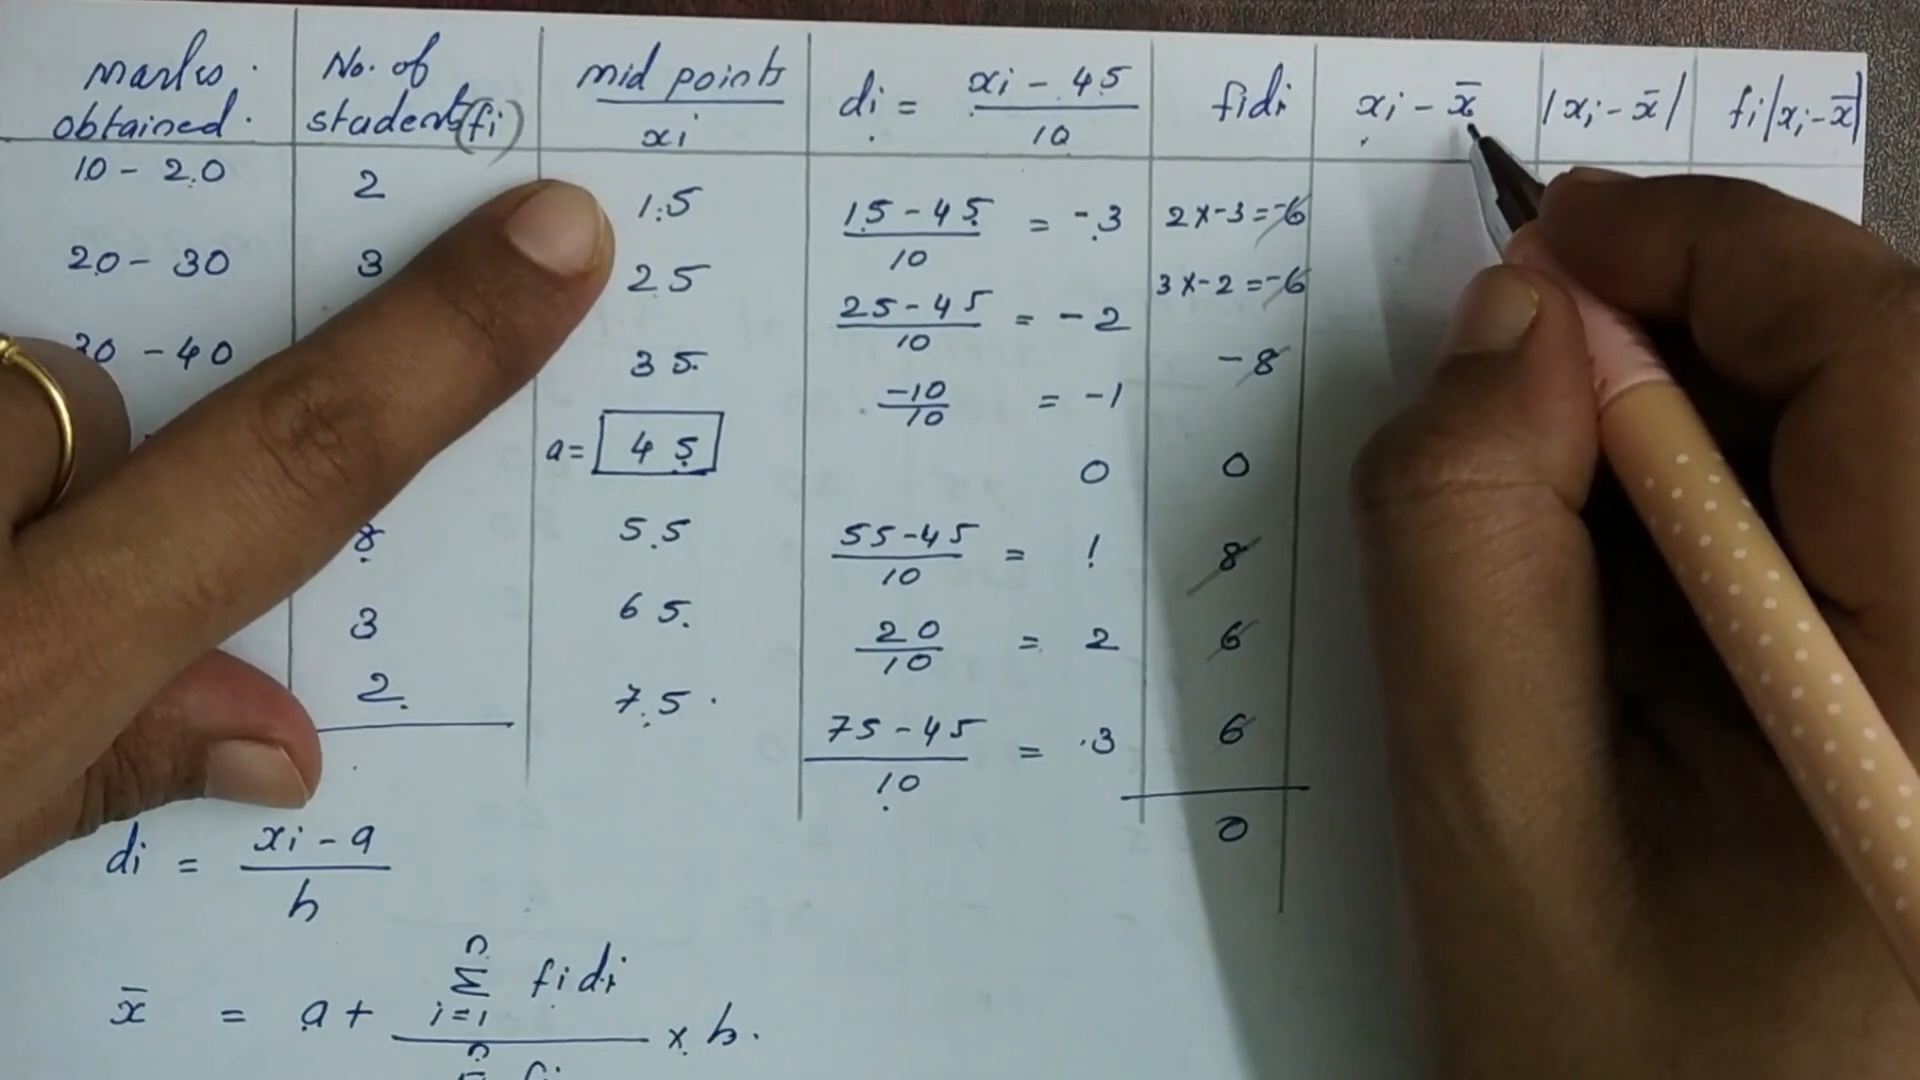 marks obtained. No. of students (fi) mid points xi di = xi - 45 / 10 fidi xi - x̄ |xi - x̄| fi|xi - x̄|
10 - 20 2 15 15 - 45 / 10 = -3 2 x -3 = -6
20 - 30 3 25 25 - 45 / 10 = -2 3 x -2 = -6
30 - 40 35 -10 / 10 = -1 -8
a = 45 0 0
8 55 55 - 45 / 10 = 1 8
3 65 20 / 10 = 2 6
2 75 75 - 45 / 10 = 3 6
0
di = xi - a / h
x̄ = a + n Σ i=1 fidi / n fi x h.